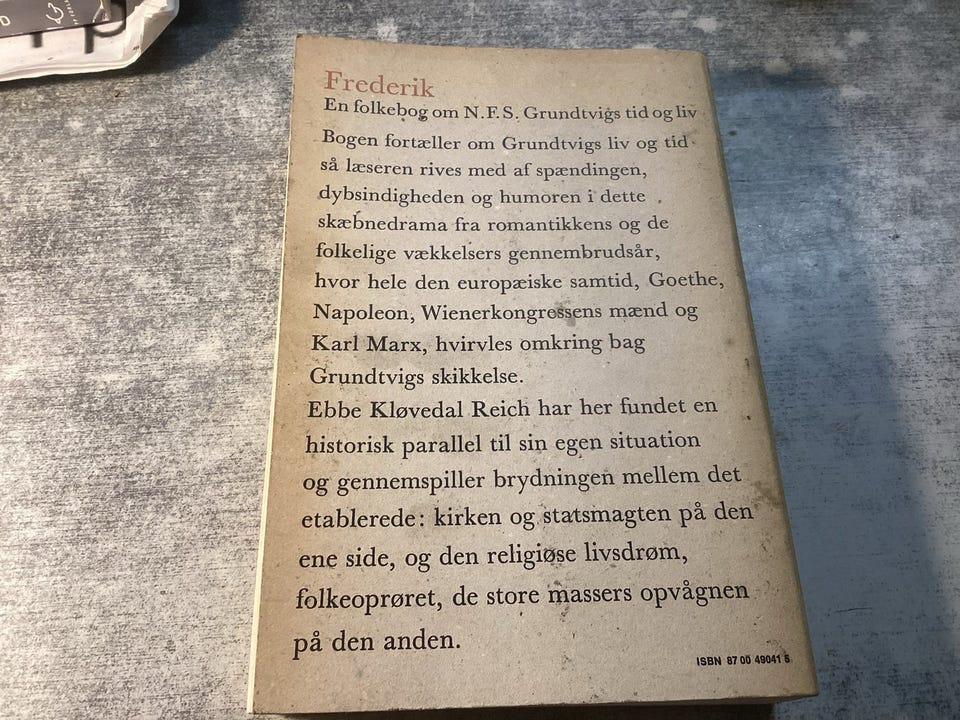 Frederik
En folkebog om N.F.S. Grundtvigs tid og liv
Bogen fortæller om Grundtvigs liv og tid
så læseren rives med af spændingen,
dybsindigheden og humoren i dette
skæbnedrama fra romantikkens og de
folkelige vækkelsers gennembrudsår,
hvor hele den europæiske samtid, Goethe,
Napoleon, Wienerkongressens mænd og
Karl Marx, hvirvles omkring bag
Grundtvigs skikkelse.
Ebbe Kløvedal Reich har her fundet en
historisk parallel til sin egen situation
og gennemspiller brydningen mellem det
etablerede: kirken og statsmagten på den
ene side, og den religiøse livsdrøm,
folkeoprøret, de store massers opvågnen
på den anden.
ISBN 87 00 49041 5